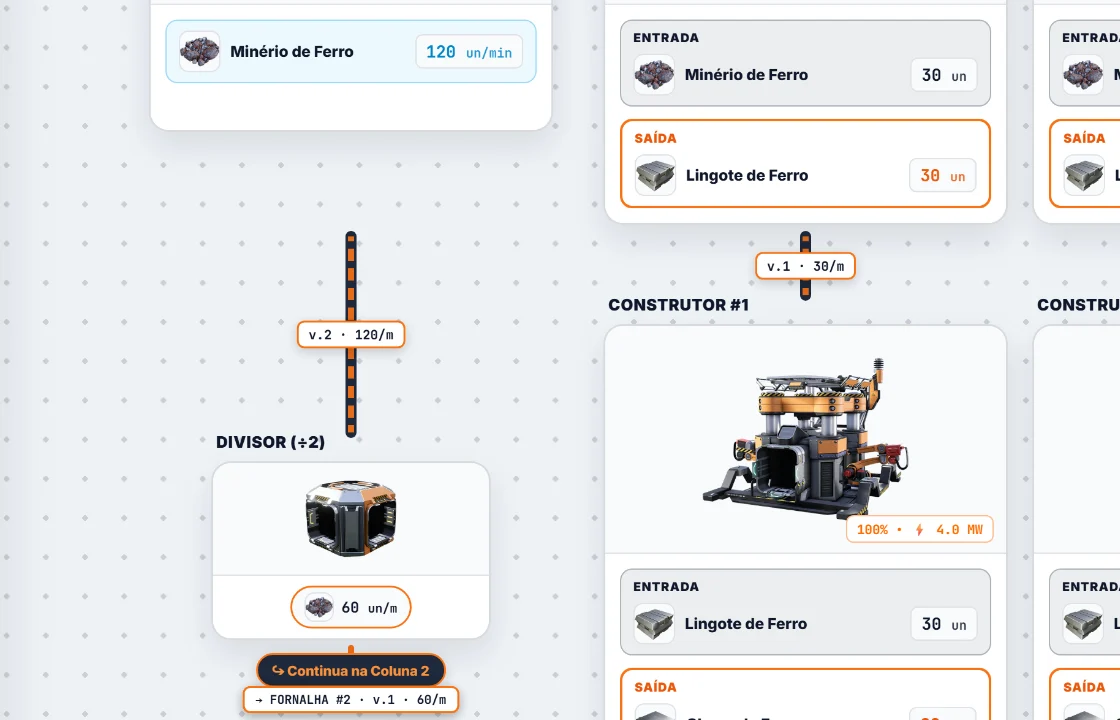 Minério de Ferro
120 un/min
v.2 · 120/m
DIVISOR (÷2)
60 un/m
↪ Continua na Coluna 2
→ FORNALHA #2 · v.1 · 60/m
ENTRADA
Minério de Ferro
30 un
SAÍDA
Lingote de Ferro
30 un
v.1 · 30/m
CONSTRUTOR #1
100% • ⚡ 4.0 MW
ENTRADA
Lingote de Ferro
30 un
SAÍDA
ENTRADA
SAÍDA
CONSTRU
ENTRADA
SAÍDA